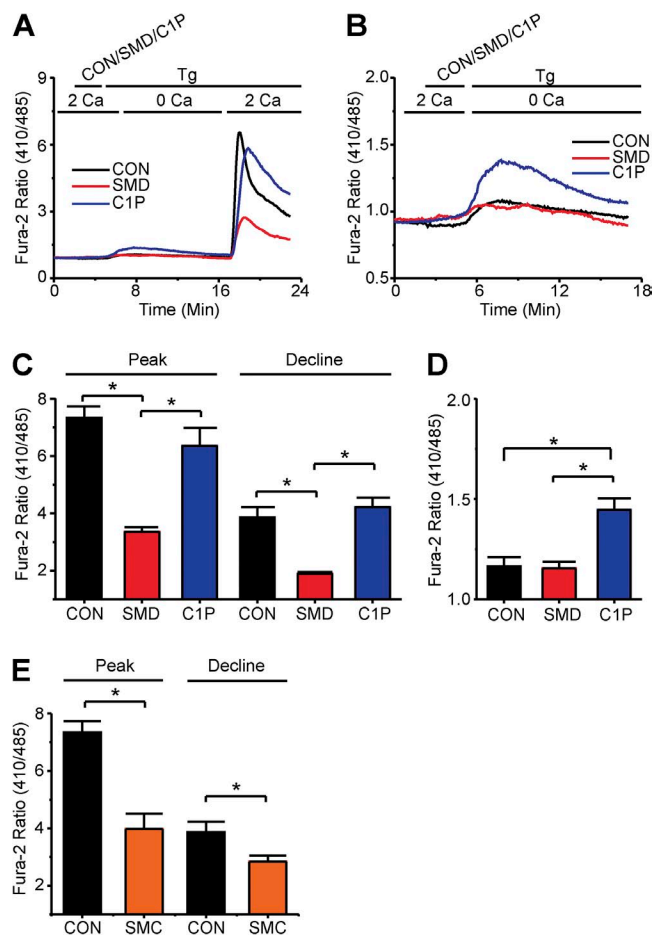 A
CON/SMD/C1P
Tg
2 Ca
0 Ca
2 Ca
Fura-2 Ratio (410/485)
9
6
3
0
CON
SMD
C1P
0
8
16
24
Time (Min)
B
CON/SMD/C1P
Tg
2 Ca
0 Ca
Fura-2 Ratio (410/485)
2.0
1.5
1.0
0.5
CON
SMD
C1P
0
6
12
18
Time (Min)
C
Peak
Decline
Fura-2 Ratio (410/485)
8
6
4
2
*
*
*
*
CON
SMD
C1P
CON
SMD
C1P
D
Fura-2 Ratio (410/485)
2.0
1.5
1.0
*
*
CON
SMD
C1P
E
Peak
Decline
Fura-2 Ratio (410/485)
8
6
4
2
*
*
CON
SMC
CON
SMC